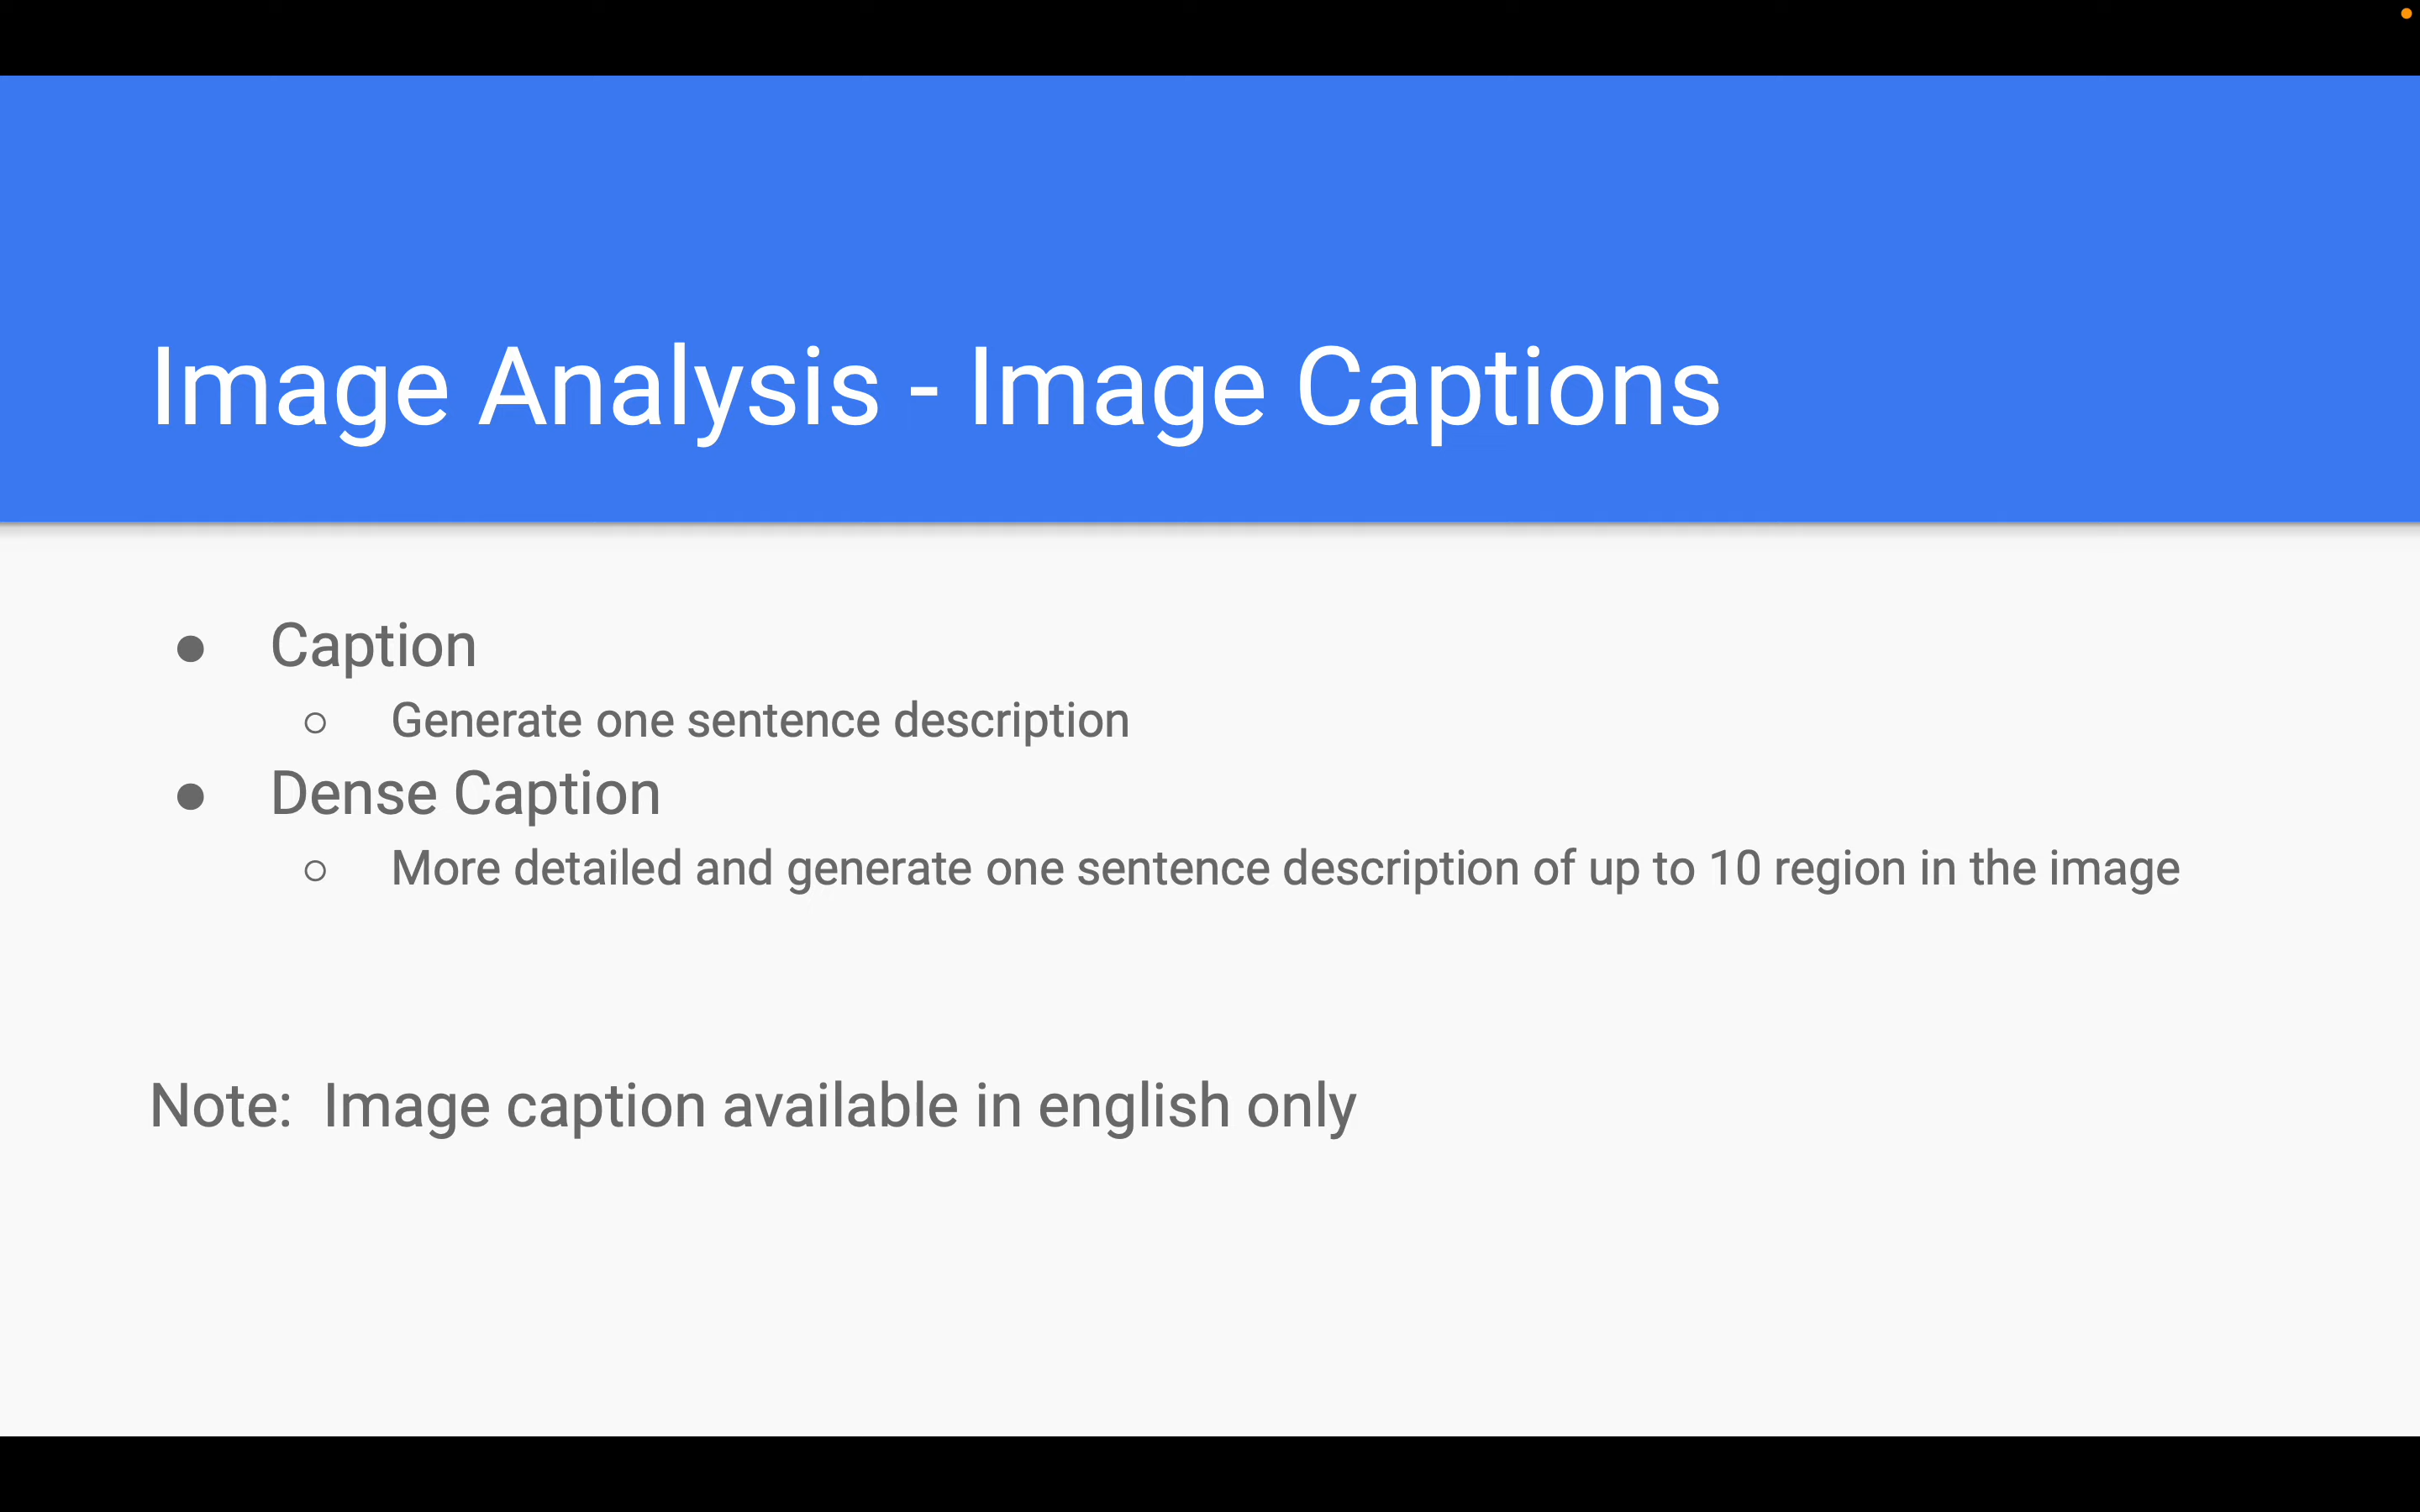 Image Analysis - Image Captions
● Caption
○ Generate one sentence description
● Dense Caption
○ More detailed and generate one sentence description of up to 10 region in the image
Note: Image caption available in english only